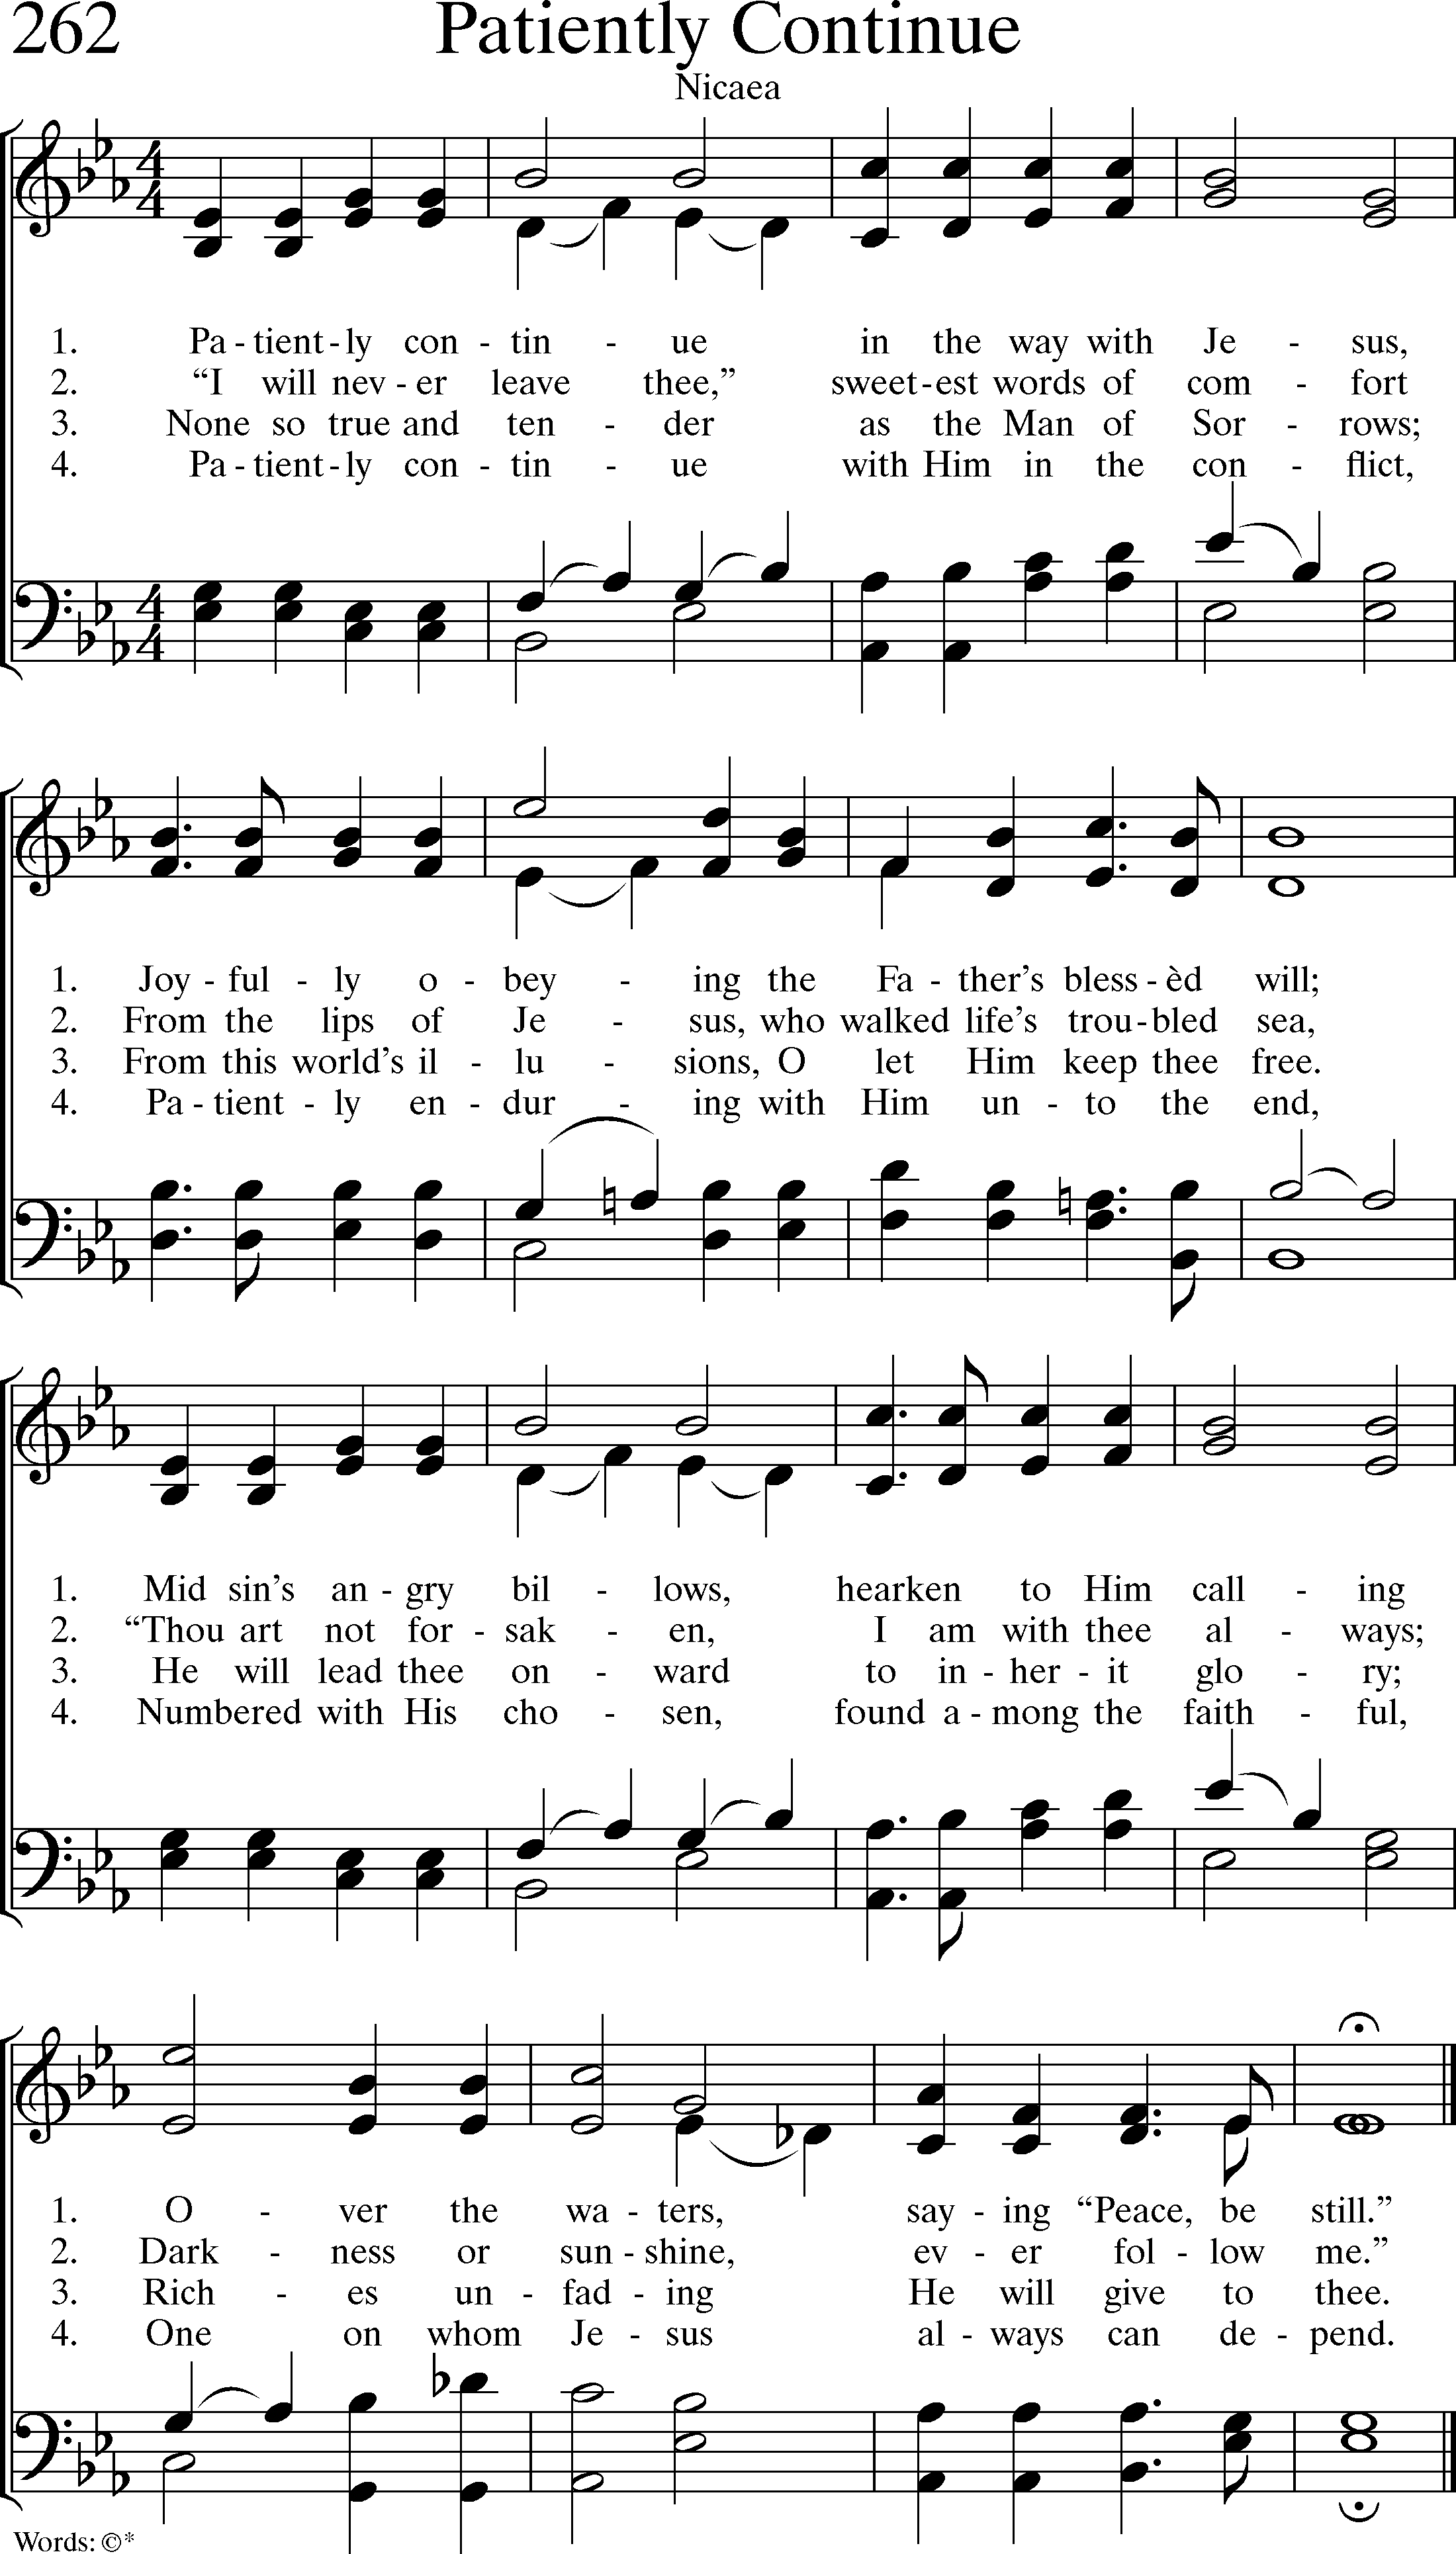 262 Patiently Continue
Nicaea
4 4
1. Pa - tient - ly con - tin - ue in the way with Je - sus,
2. “I will nev - er leave thee,” sweet - est words of com - fort
3. None so true and ten - der as the Man of Sor - rows;
4. Pa - tient - ly con - tin - ue with Him in the con - flict,
4 4
1. Joy - ful - ly o - bey - ing the Fa - ther’s bless - èd will;
2. From the lips of Je - sus, who walked life’s trou - bled sea,
3. From this world’s il - lu - sions, O let Him keep thee free.
4. Pa - tient - ly en - dur - ing with Him un - to the end,
1. Mid sin’s an - gry bil - lows, hearken to Him call - ing
2. “Thou art not for - sak - en, I am with thee al - ways;
3. He will lead thee on - ward to in - her - it glo - ry;
4. Numbered with His cho - sen, found a - mong the faith - ful,
1. O - ver the wa - ters, say - ing “Peace, be still.”
2. Dark - ness or sun - shine, ev - er fol - low me.”
3. Rich - es un - fad - ing He will give to thee.
4. One on whom Je - sus al - ways can de - pend.
Words: ©*